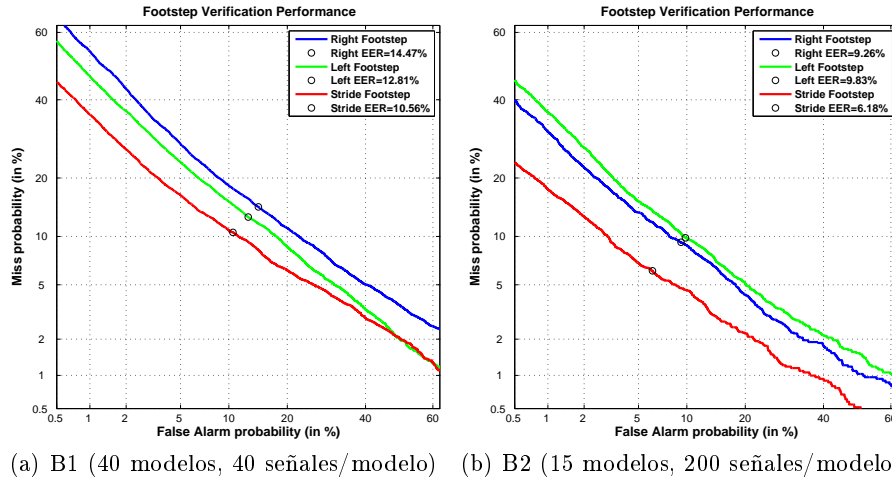 Footstep Verification Performance
60
40
20
10
5
2
1
0.5
Miss probability (in %)
0.5 1 2 5 10 20 40 60
False Alarm probability (in %)
Right Footstep
Right EER=14.47%
Left Footstep
Left EER=12.81%
Stride Footstep
Stride EER=10.56%
(a) B1 (40 modelos, 40 señales/modelo)
Footstep Verification Performance
60
40
20
10
5
2
1
0.5
Miss probability (in %)
0.5 1 2 5 10 20 40 60
False Alarm probability (in %)
Right Footstep
Right EER=9.26%
Left Footstep
Left EER=9.83%
Stride Footstep
Stride EER=6.18%
(b) B2 (15 modelos, 200 señales/modelo